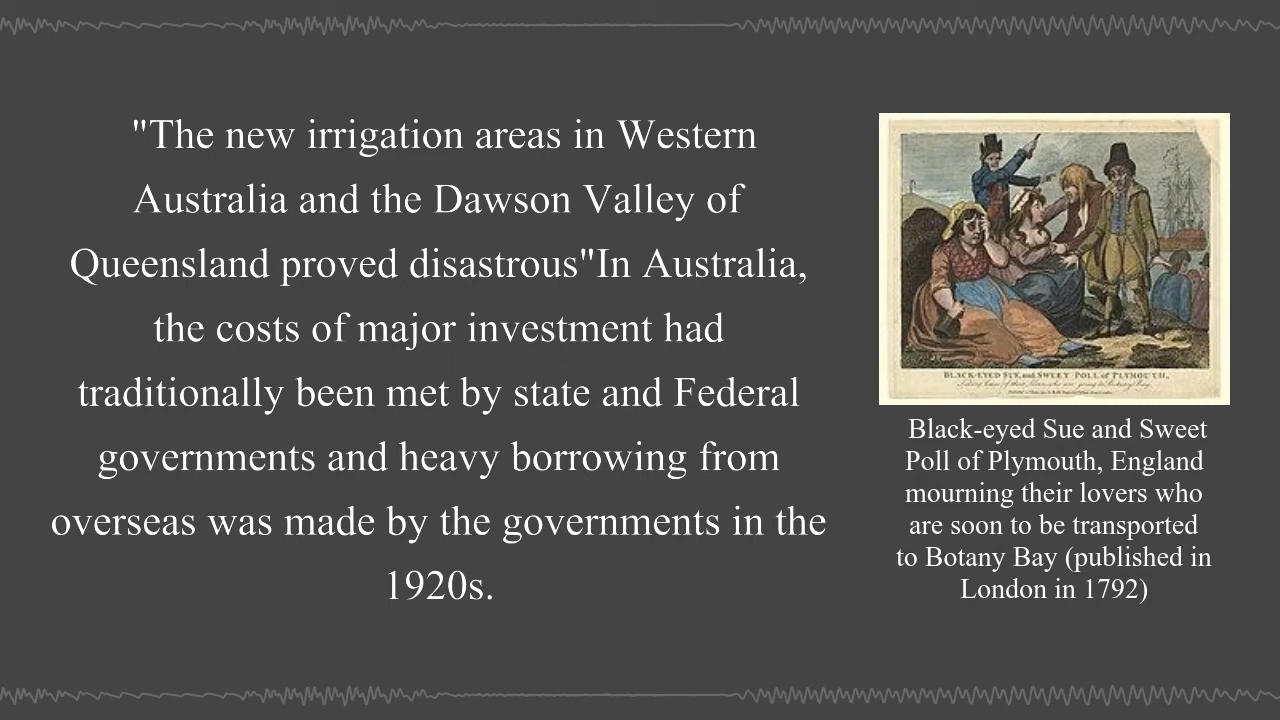 "The new irrigation areas in Western
Australia and the Dawson Valley of
Queensland proved disastrous"In Australia,
the costs of major investment had
traditionally been met by state and Federal
governments and heavy borrowing from
overseas was made by the governments in the
1920s.
BLACK-EYED SUE, and SWEET POLL of PLYMOUTH,
Black-eyed Sue and Sweet
Poll of Plymouth, England
mourning their lovers who
are soon to be transported
to Botany Bay (published in
London in 1792)